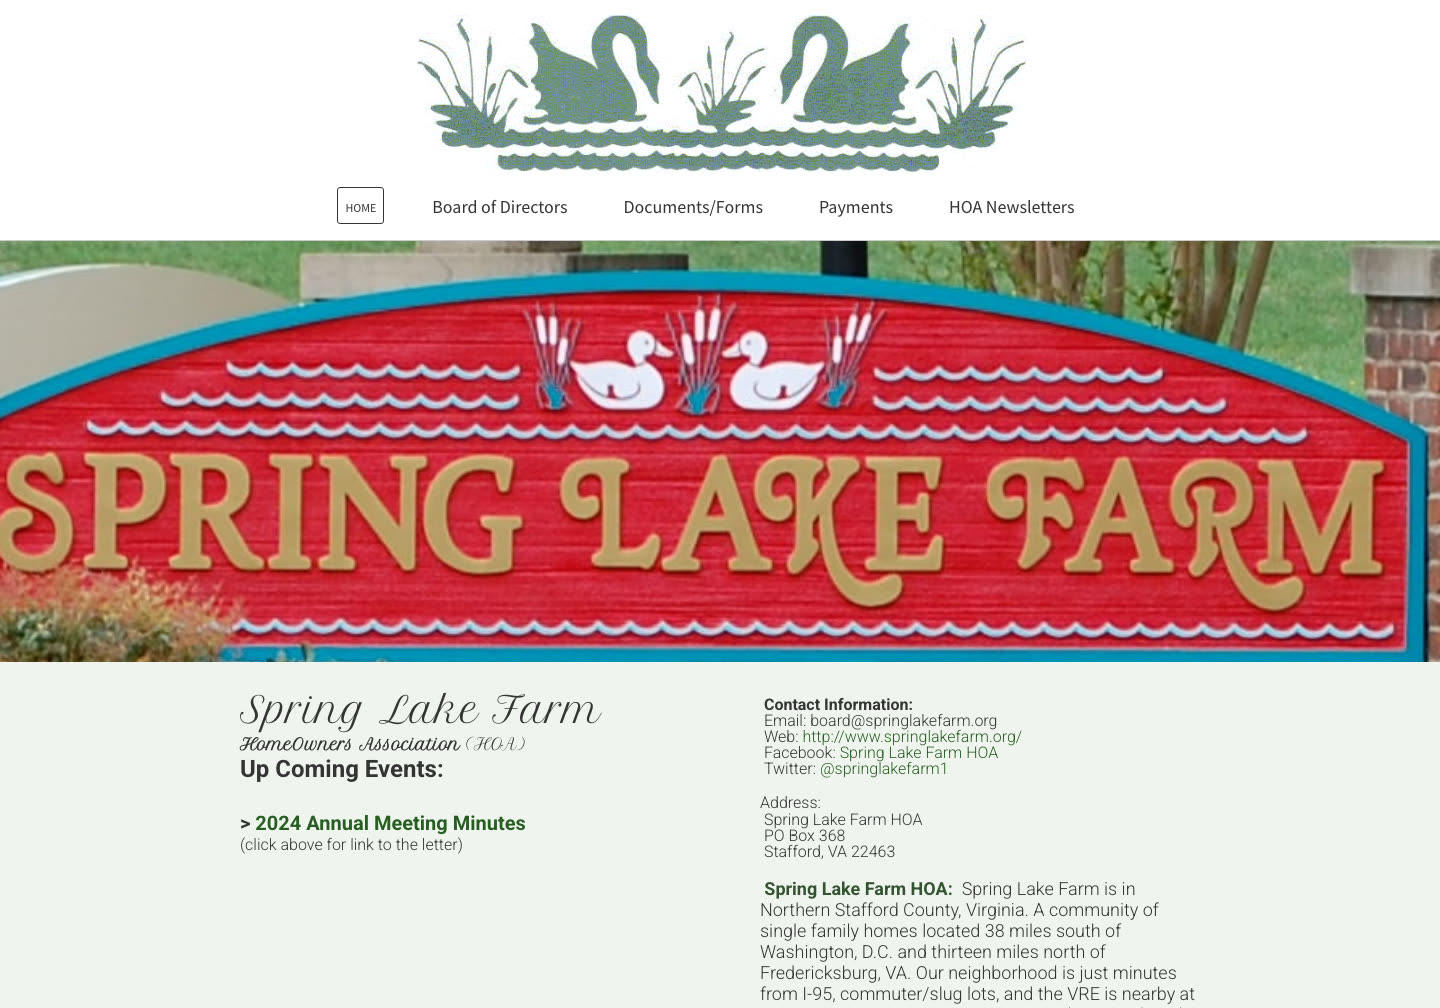 HOME
Board of Directors
Documents/Forms
Payments
HOA Newsletters
SPRING LAKE FARM
Spring Lake Farm
HomeOwners Association (HOA)
Up Coming Events:
> 2024 Annual Meeting Minutes
(click above for link to the letter)
Contact Information:
Email: board@springlakefarm.org
Web: http://www.springlakefarm.org/
Facebook: Spring Lake Farm HOA
Twitter: @springlakefarm1
Address:
Spring Lake Farm HOA
PO Box 368
Stafford, VA 22463
Spring Lake Farm HOA:  Spring Lake Farm is in
Northern Stafford County, Virginia. A community of
single family homes located 38 miles south of
Washington, D.C. and thirteen miles north of
Fredericksburg, VA. Our neighborhood is just minutes
from I-95, commuter/slug lots, and the VRE is nearby at